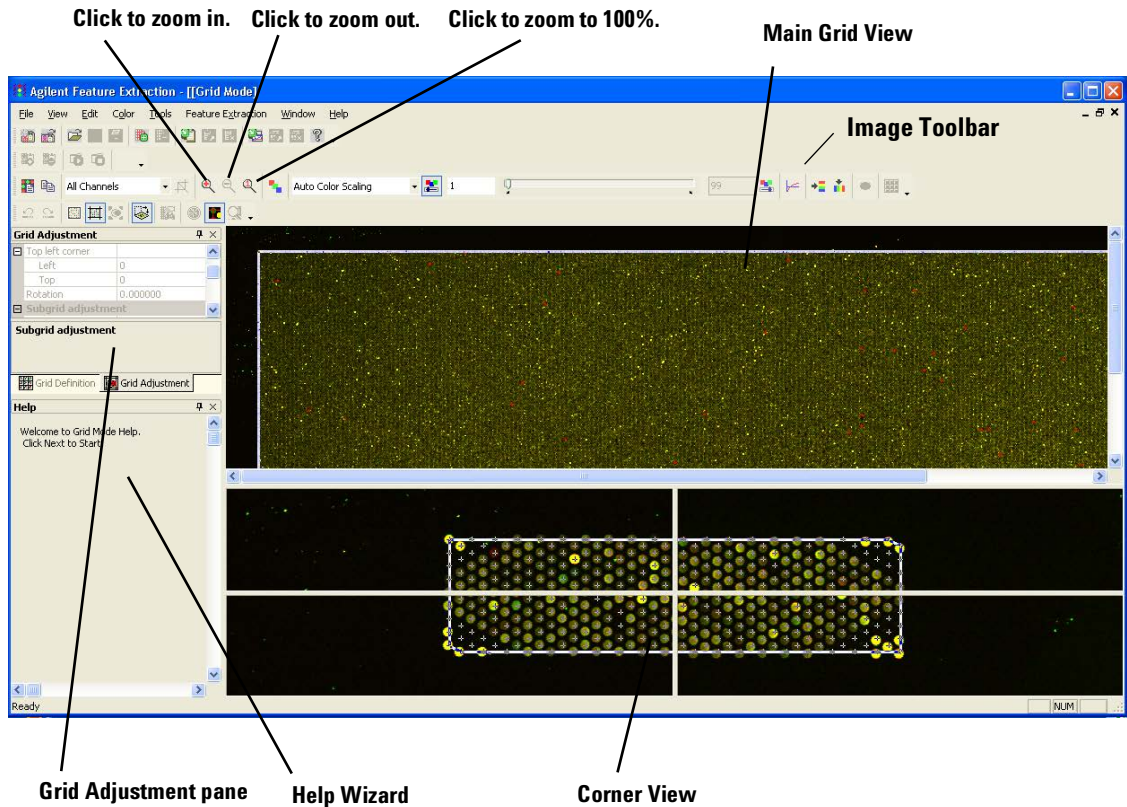 Click to zoom in. Click to zoom out. Click to zoom to 100%.
Main Grid View
Agilent Feature Extraction - [[Grid Mode]
File View Edit Color Tools Feature Extraction Window Help
Image Toolbar
All Channels Auto Color Scaling 1 99
Grid Adjustment
Top left corner
Left 0
Top 0
Rotation 0.000000
Subgrid adjustment
Subgrid adjustment
Grid Definition Grid Adjustment
Help
Welcome to Grid Mode Help.
Click Next to Start
Ready NUM
Grid Adjustment pane Help Wizard Corner View